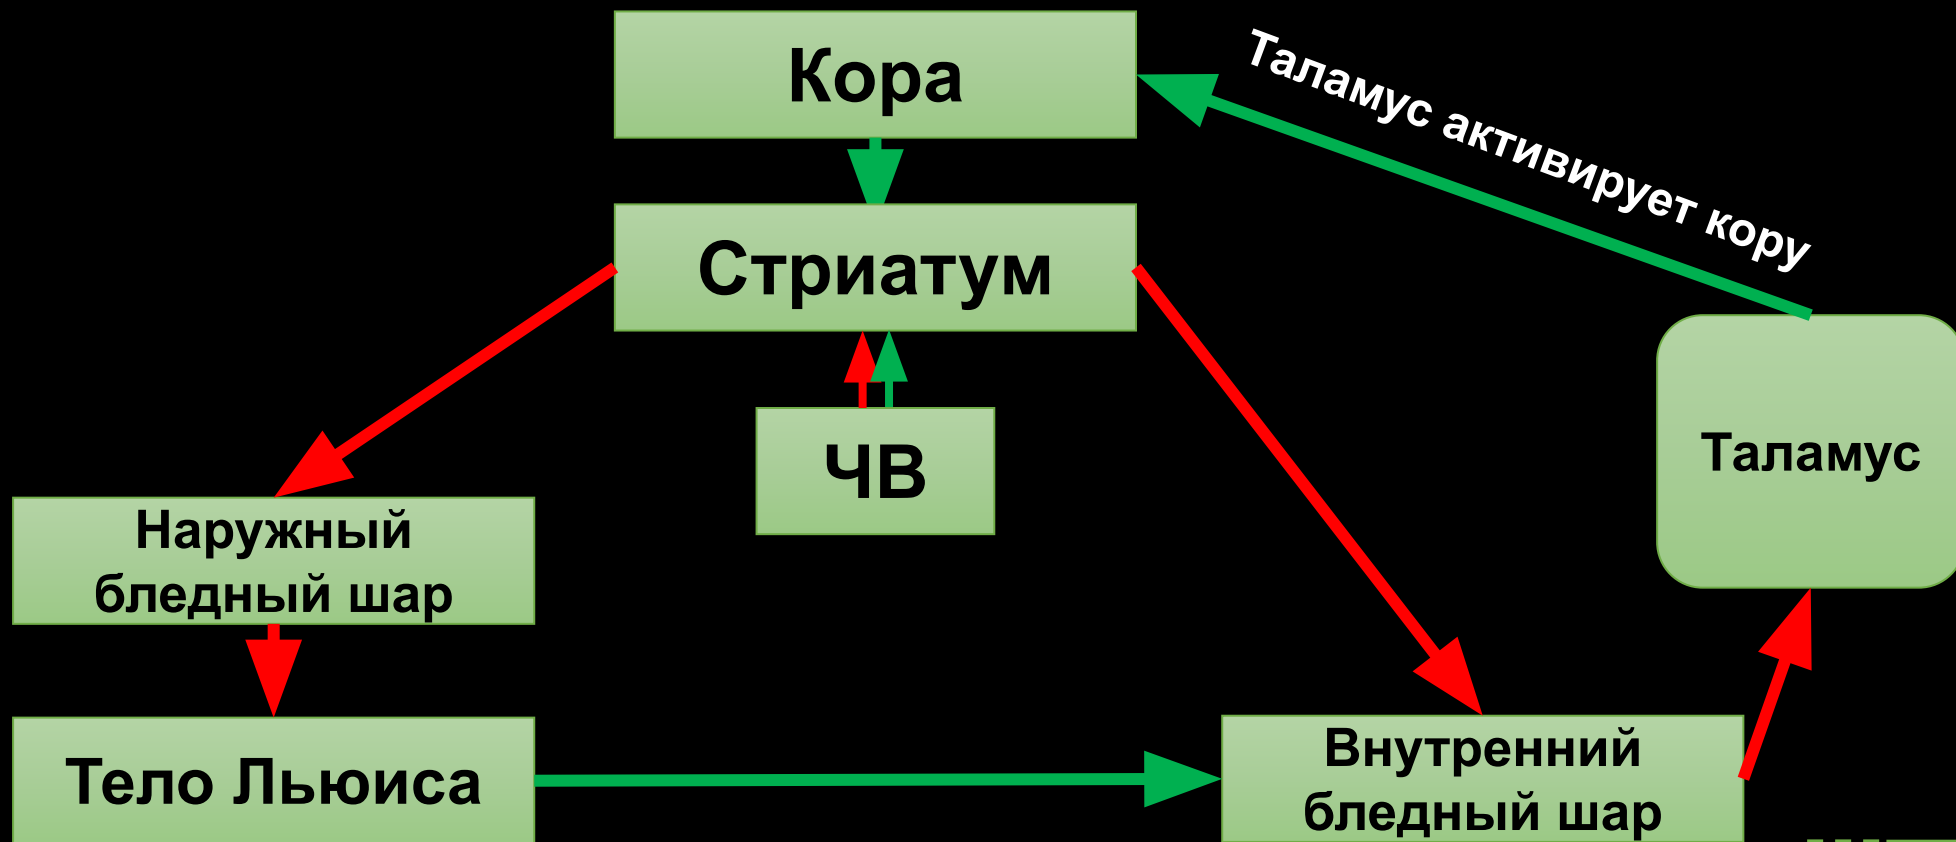 Кора
Таламус активирует кору
Стриатум
ЧВ
Таламус
Наружный
бледный шар
Тело Льюиса
Внутренний
бледный шар